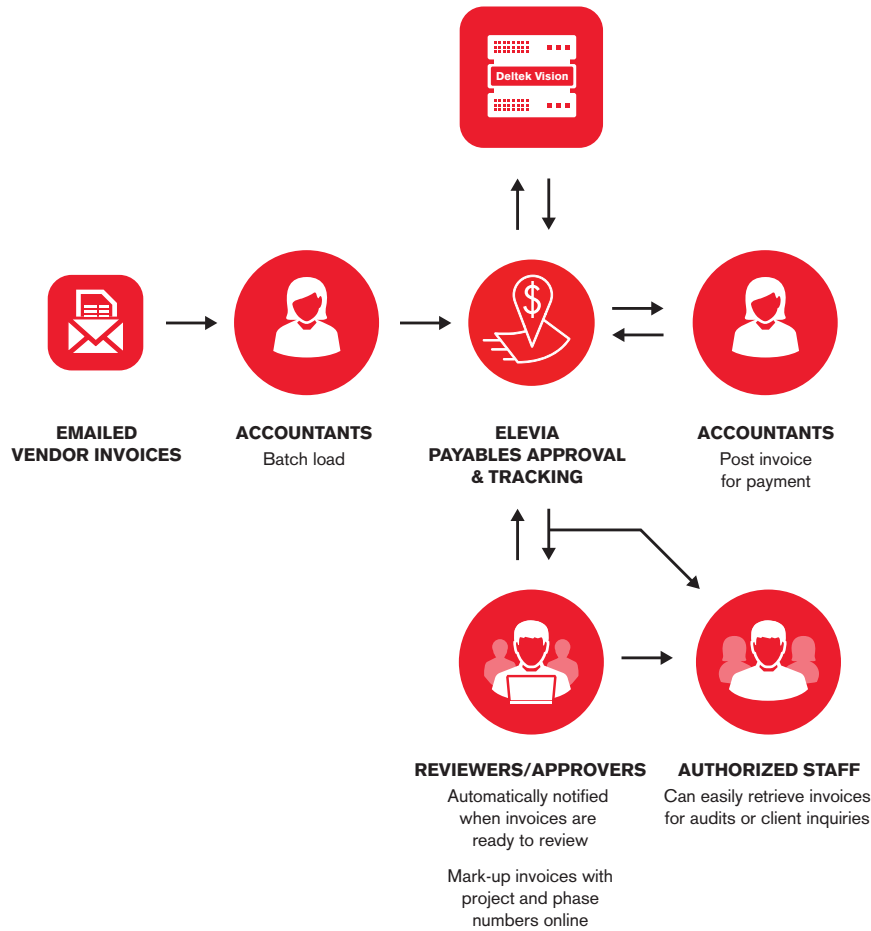 Deltek Vision
$
EMAILED
VENDOR INVOICES
ACCOUNTANTS
Batch load
ELEVIA
PAYABLES APPROVAL
& TRACKING
ACCOUNTANTS
Post invoice
for payment
REVIEWERS/APPROVERS
Automatically notified
when invoices are
ready to review
Mark-up invoices with
project and phase
numbers online
AUTHORIZED STAFF
Can easily retrieve invoices
for audits or client inquiries